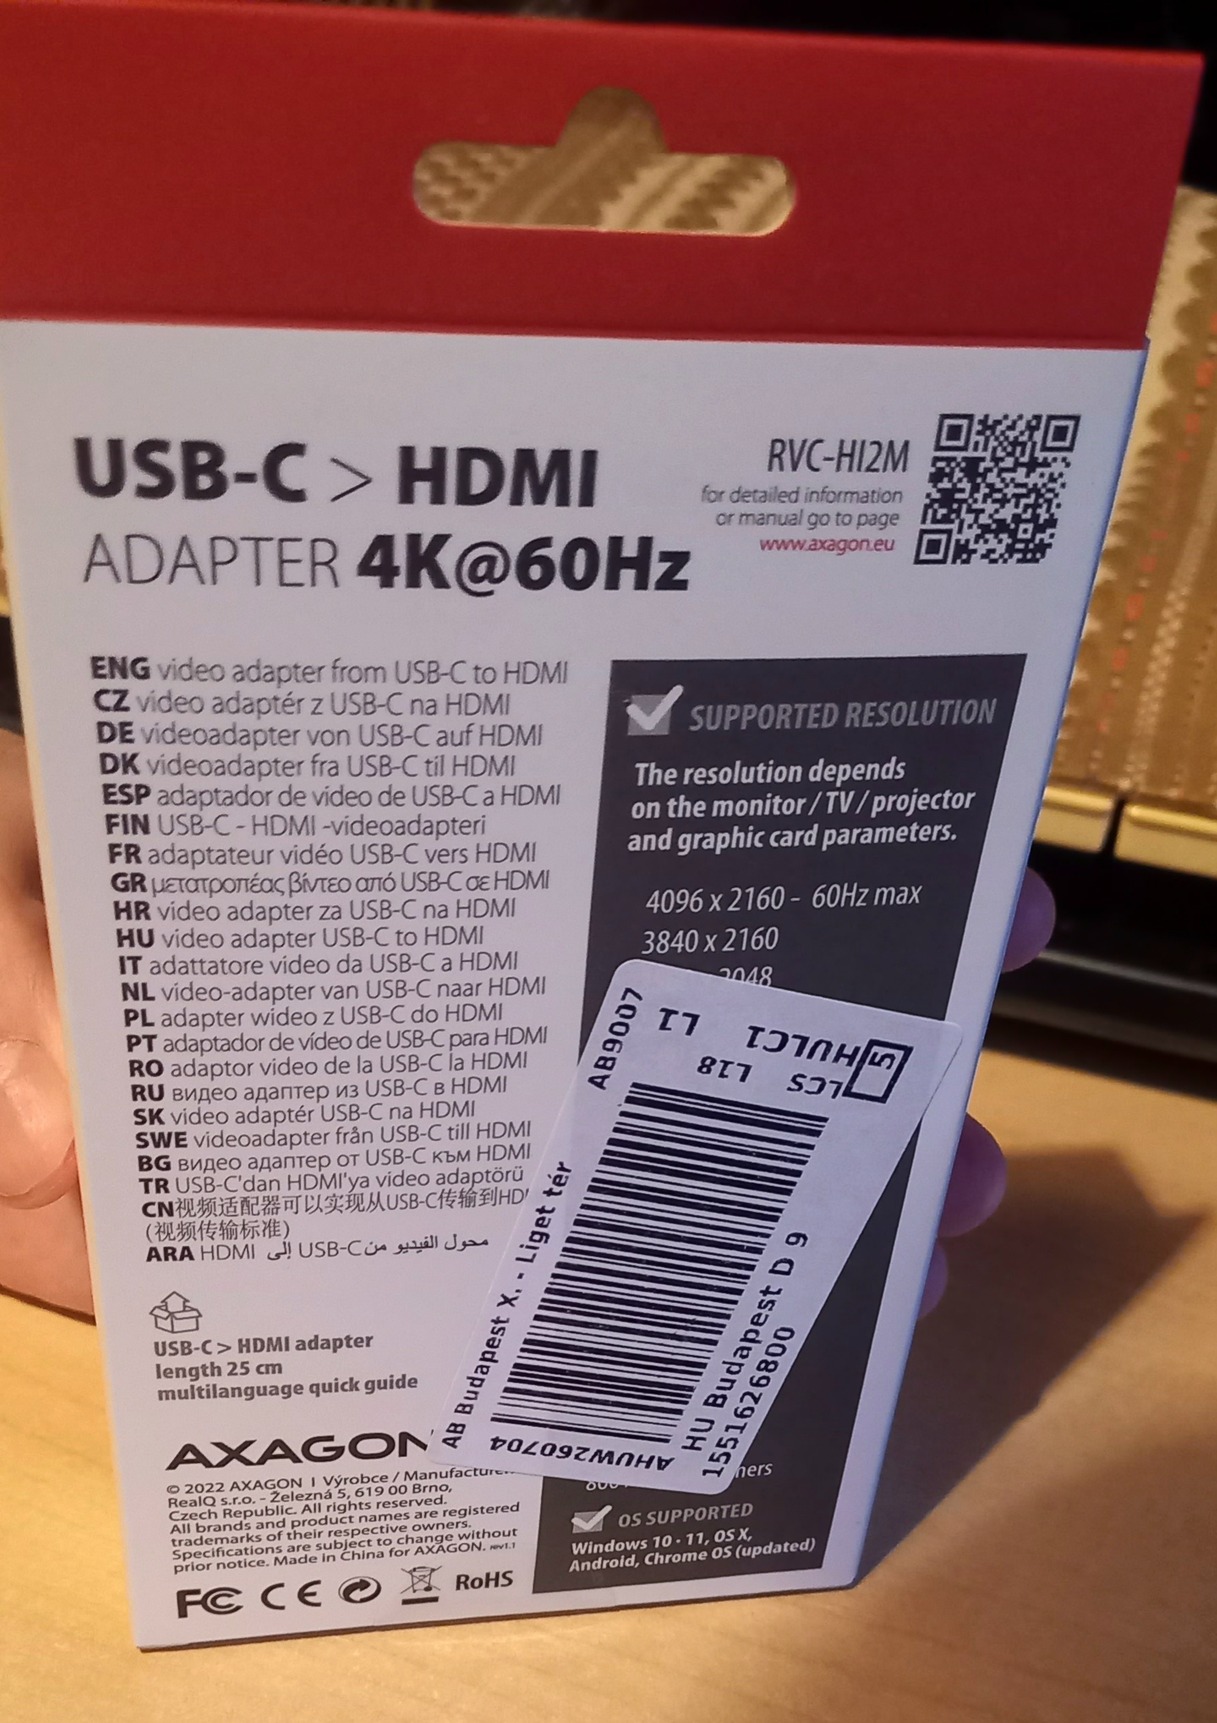 USB-C > HDMI
ADAPTER 4K@60Hz
RVC-HI2M
for detailed information
or manual go to page
www.axagon.eu
ENG video adapter from USB-C to HDMI
CZ video adaptér z USB-C na HDMI
DE videoadapter von USB-C auf HDMI
DK videoadapter fra USB-C til HDMI
ESP adaptador de video de USB-C a HDMI
FIN USB-C - HDMI -videoadapteri
FR adaptateur vidéo USB-C vers HDMI
GR μετατροπέας βίντεο από USB-C σε HDMI
HR video adapter za USB-C na HDMI
HU video adapter USB-C to HDMI
IT adattatore video da USB-C a HDMI
NL video-adapter van USB-C naar HDMI
PL adapter wideo z USB-C do HDMI
PT adaptador de vídeo de USB-C para HDMI
RO adaptor video de la USB-C la HDMI
RU видео адаптер из USB-C в HDMI
SK video adaptér USB-C na HDMI
SWE videoadapter från USB-C till HDMI
BG видео адаптер от USB-C към HDMI
TR USB-C'dan HDMI'ya video adaptörü
CN视频适配器可以实现从USB-C传输到HD
(视频传输标准)
ARA HDMI محول الفيديو من USB-C إلى
USB-C > HDMI adapter
length 25 cm
multilanguage quick guide
AXAGON
© 2022 AXAGON I Výrobce / Manufacturer
RealQ s.r.o. - Železná 5, 619 00 Brno,
Czech Republic. All rights reserved.
All brands and product names are registered
trademarks of their respective owners.
Specifications are subject to change without
prior notice. Made in China for AXAGON. rev1.1
FC CE RoHS
SUPPORTED RESOLUTION
The resolution depends
on the monitor / TV / projector
and graphic card parameters.
4096 x 2160 - 60Hz max
3840 x 2160
2048
OS SUPPORTED
Windows 10 • 11, OS X,
Android, Chrome OS (updated)
5 HULC1 L1
LCS L18
AB9007
AB Budapest X. - Liget tér
AHUW260704
HU Budapest D 9
1551626800